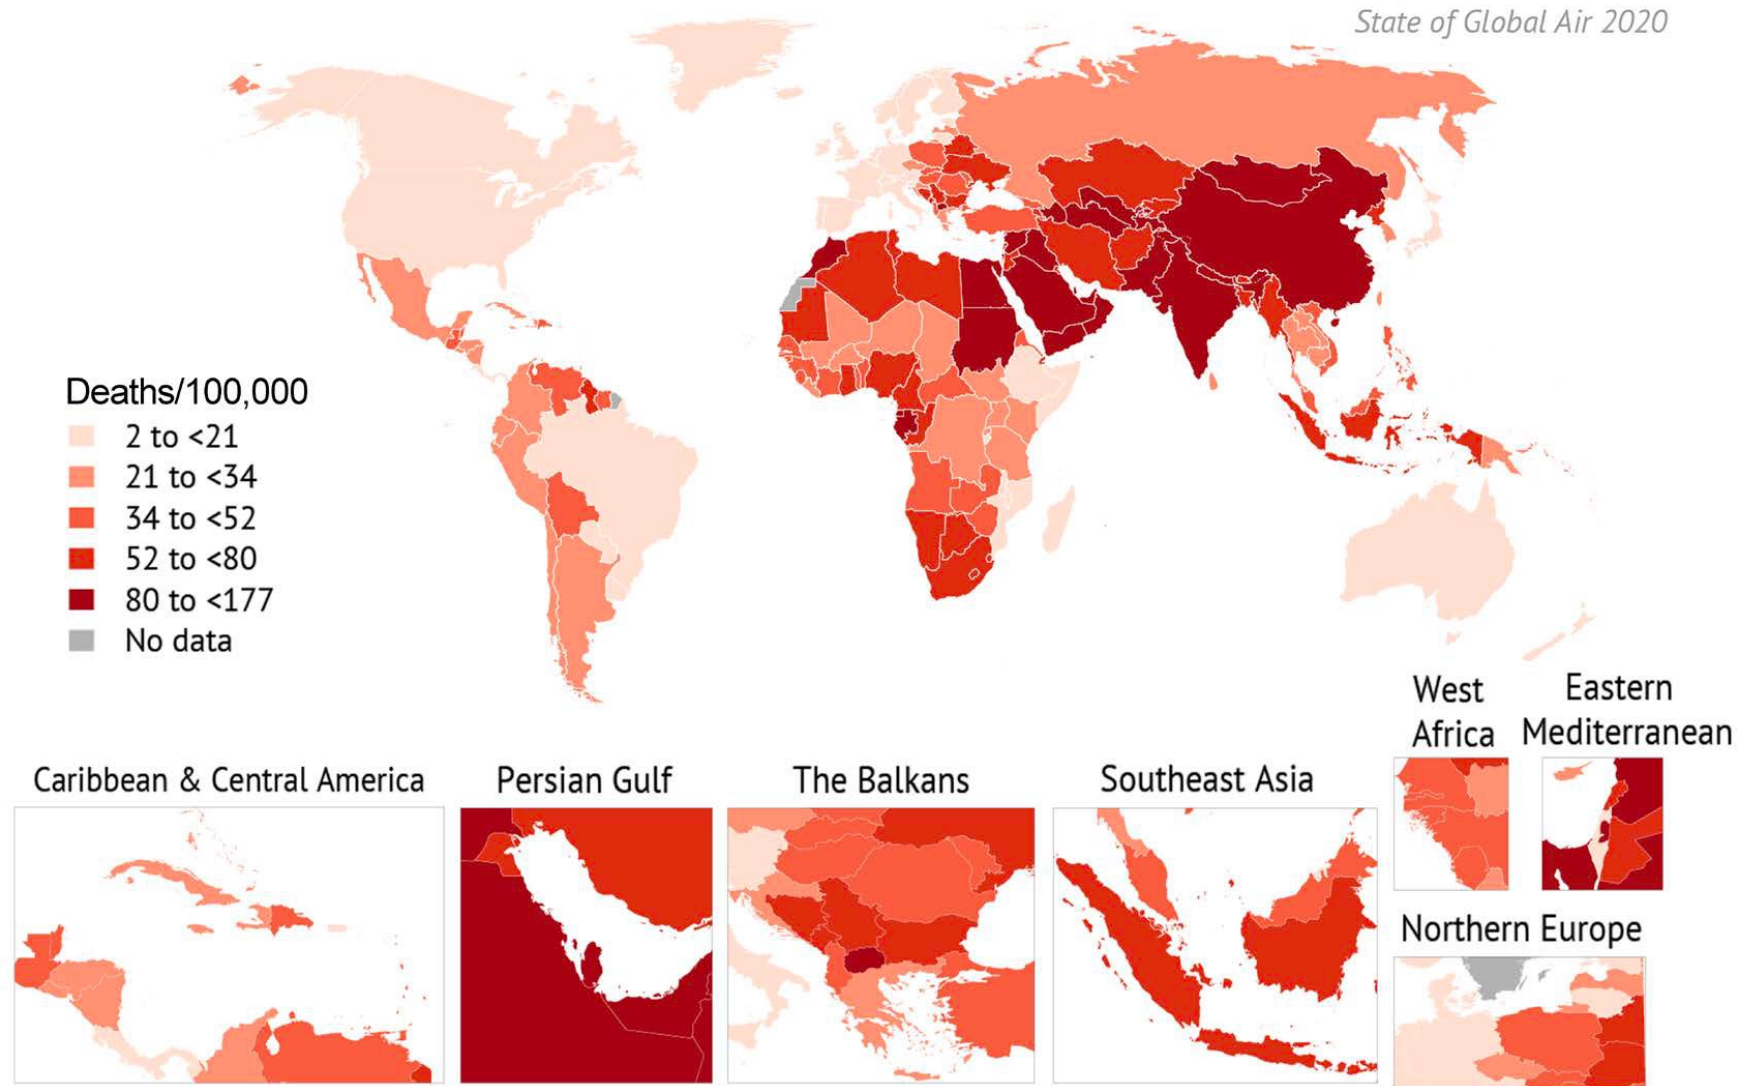 State of Global Air 2020
Deaths/100,000
2 to <21
21 to <34
34 to <52
52 to <80
80 to <177
No data
West
Africa
Eastern
Mediterranean
Caribbean & Central America
Persian Gulf
The Balkans
Southeast Asia
Northern Europe